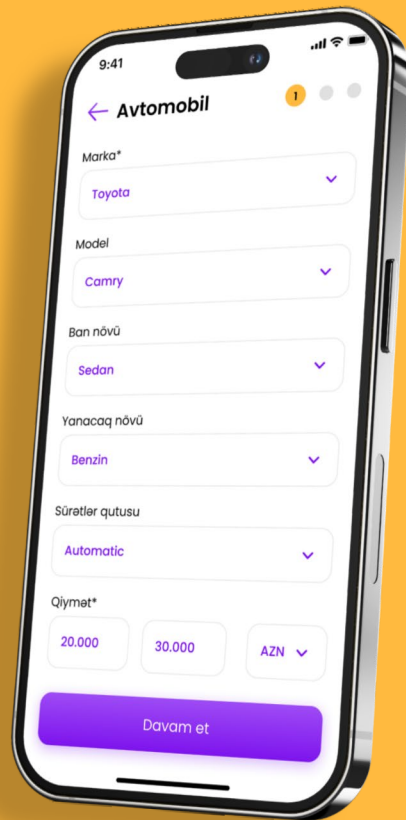 9:41
Avtomobil
1
Marka*
Toyota
Model
Camry
Ban növü
Sedan
Yanacaq növü
Benzin
Sürətlər qutusu
Automatic
Qiymət*
20.000 30.000 AZN
Davam et